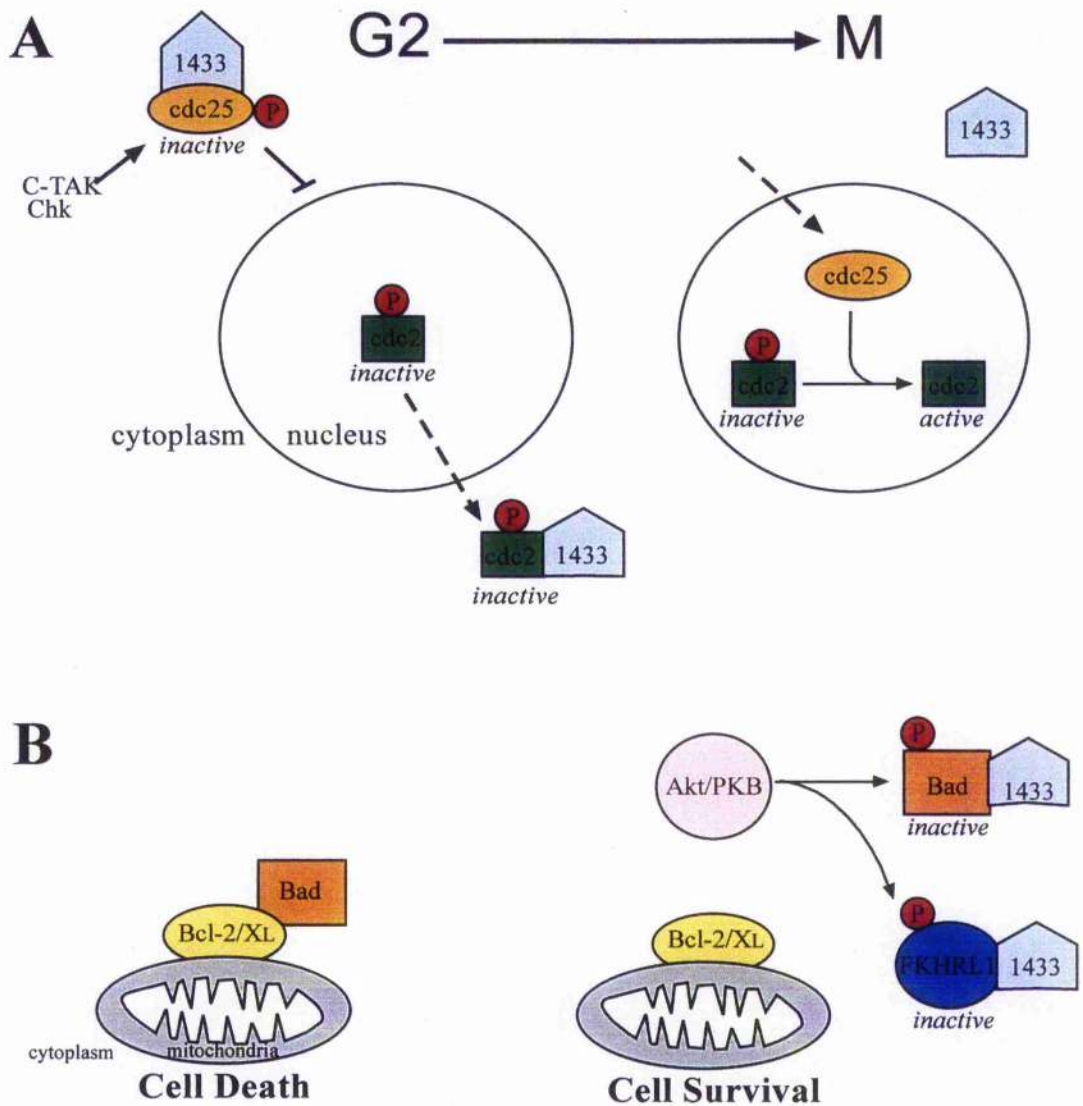 A
G2
M
1433
cdc25
P
inactive
C-TAK
Chk
P
cdc2
inactive
cytoplasm
nucleus
P
cdc2
1433
inactive
1433
cdc25
P
cdc2
inactive
cdc2
active
B
Bad
Bcl-2/XL
cytoplasm
mitochondria
Cell Death
Akt/PKB
P
Bad
1433
inactive
P
FKHRL1
1433
inactive
Bcl-2/XL
Cell Survival